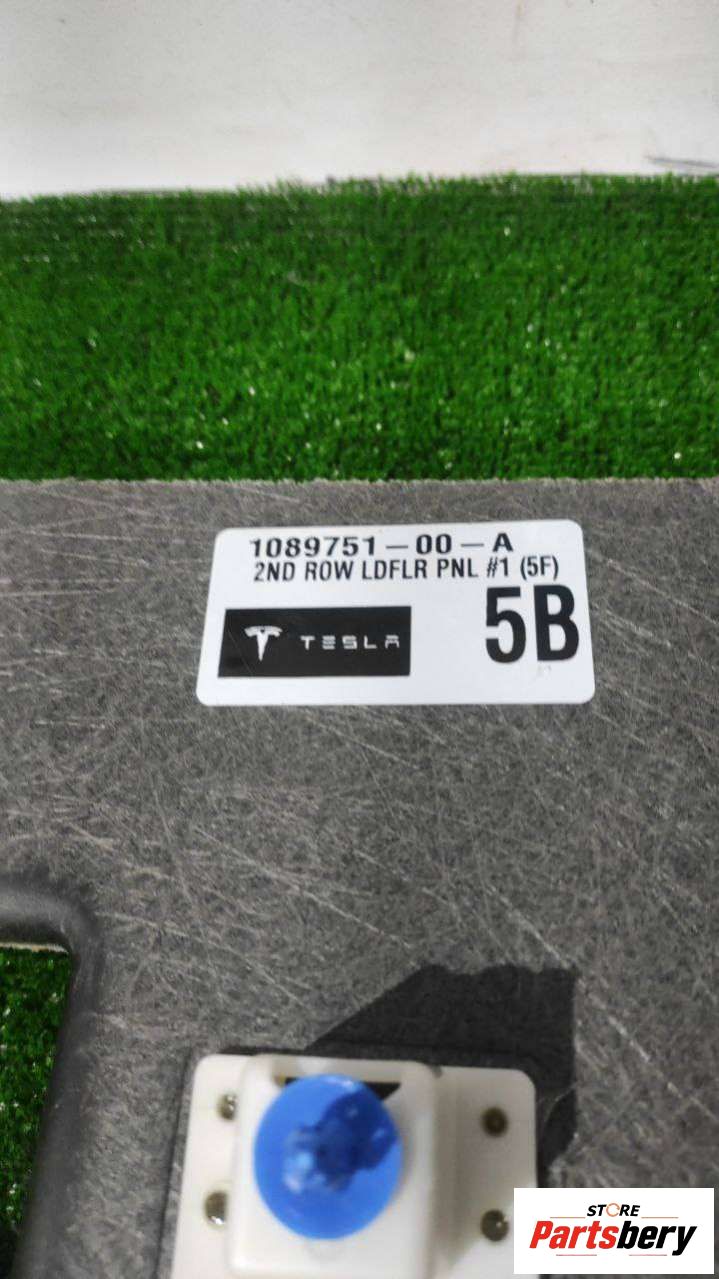 1089751-00-A
2ND ROW LDFLR PNL #1 (5F)
TESLA
5B
STORE
Partsbery